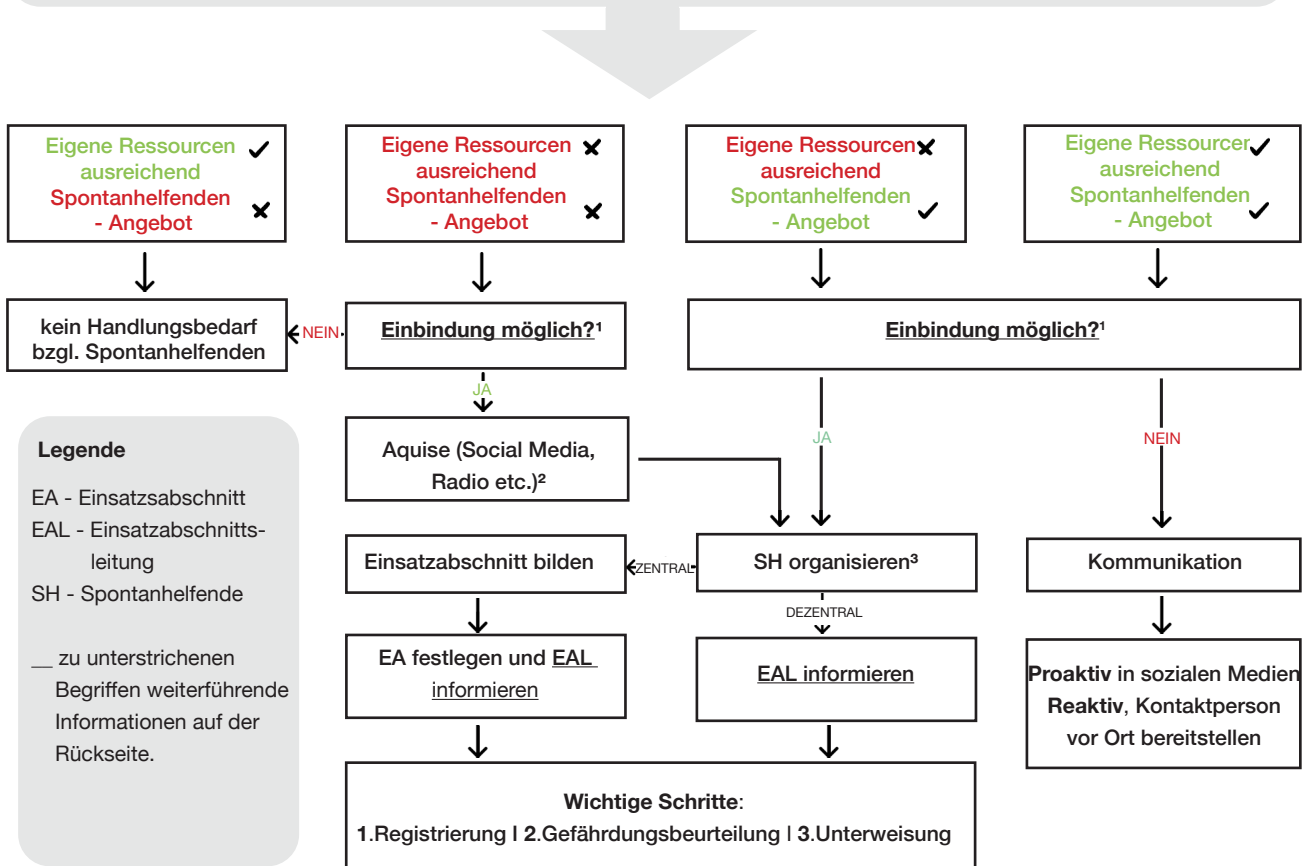 Eigene Ressourcen ✓
ausreichend
Spontanhelfenden
- Angebot ✗
Eigene Ressourcen ✗
ausreichend
Spontanhelfenden
- Angebot ✗
Eigene Ressourcen ✗
ausreichend
Spontanhelfenden
- Angebot ✓
Eigene Ressourcen ✓
ausreichend
Spontanhelfenden
- Angebot ✓
kein Handlungsbedarf
bzgl. Spontanhelfenden
NEIN
Einbindung möglich?¹
Einbindung möglich?¹
JA
JA
NEIN
Aquise (Social Media,
Radio etc.)²
Einsatzabschnitt bilden
ZENTRAL
SH organisieren³
Kommunikation
DEZENTRAL
EA festlegen und EAL
informieren
EAL informieren
Proaktiv in sozialen Medien
Reaktiv, Kontaktperson
vor Ort bereitstellen
Wichtige Schritte:
1.Registrierung I 2.Gefährdungsbeurteilung I 3.Unterweisung
Legende
EA - Einsatzsabschnitt
EAL - Einsatzabschnitts-
leitung
SH - Spontanhelfende
__ zu unterstrichenen
Begriffen weiterführende
Informationen auf der
Rückseite.